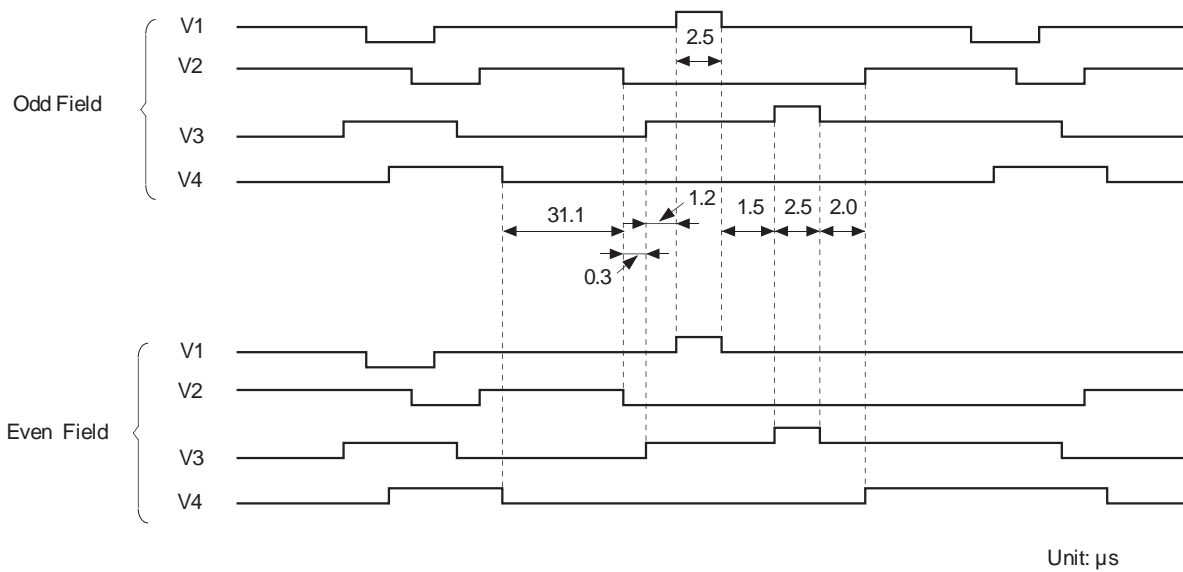 V1
2.5
V2
Odd Field
V3
V4
1.2
31.1
1.5
2.5
2.0
0.3
V1
V2
Even Field
V3
V4
Unit: µs